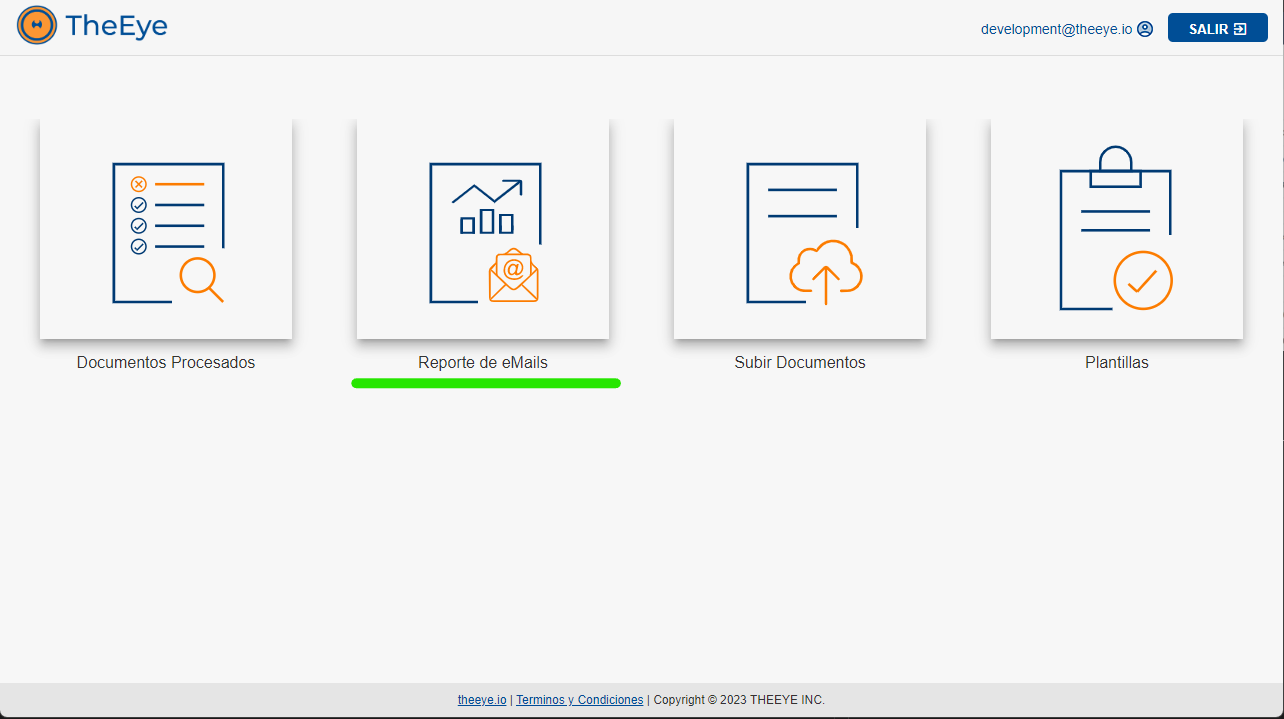 TheEye
development@theeye.io
SALIR
@
Documentos Procesados
Reporte de eMails
Subir Documentos
Plantillas
theeye.io | Terminos y Condiciones | Copyright © 2023 THEEYE INC.